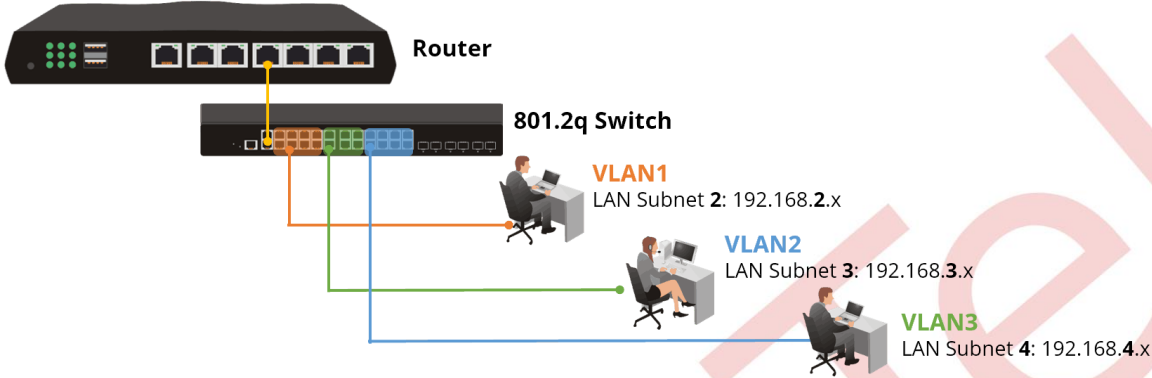 Router
801.2q Switch
VLAN1
LAN Subnet 2: 192.168.2.x
VLAN2
LAN Subnet 3: 192.168.3.x
VLAN3
LAN Subnet 4: 192.168.4.x